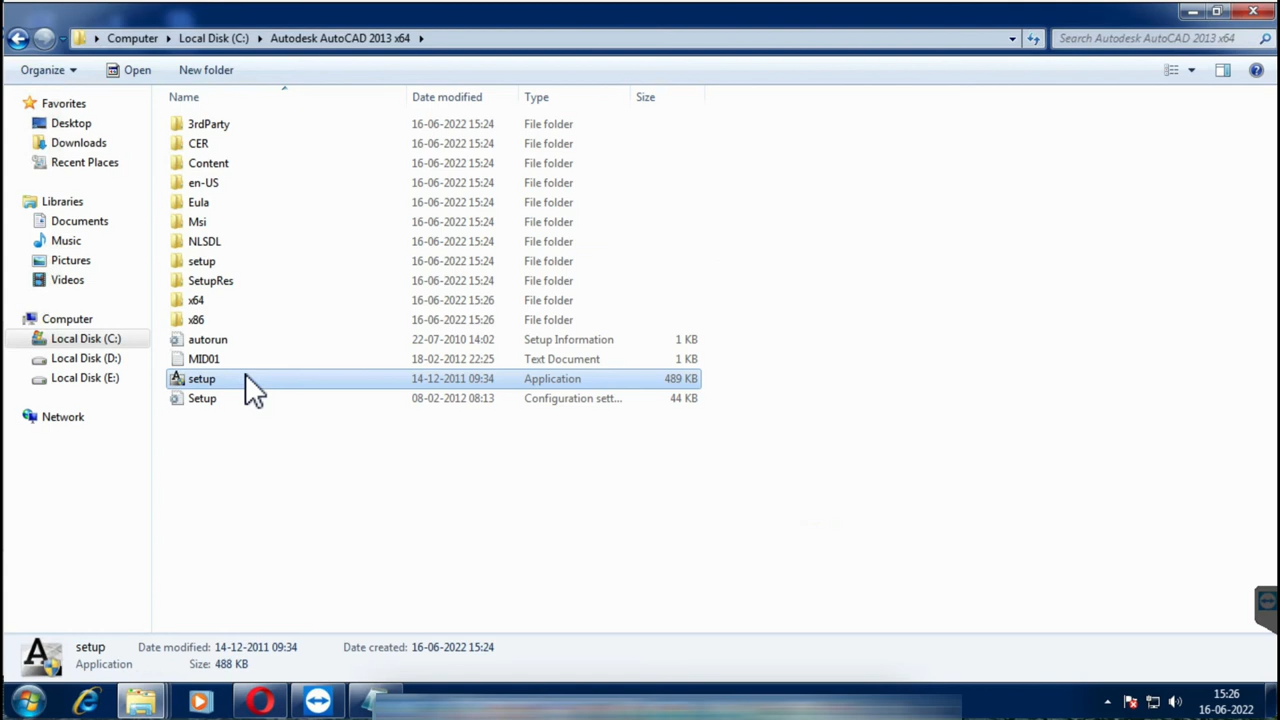 Computer Local Disk (C:) Autodesk AutoCAD 2013 x64 Search Autodesk AutoCAD 2013 x64
Organize Open New folder
Name Date modified Type Size
Favorites
Desktop
Downloads
Recent Places
Libraries
Documents
Music
Pictures
Videos
Computer
Local Disk (C:)
Local Disk (D:)
Local Disk (E:)
Network
3rdParty 16-06-2022 15:24 File folder
CER 16-06-2022 15:24 File folder
Content 16-06-2022 15:24 File folder
en-US 16-06-2022 15:24 File folder
Eula 16-06-2022 15:24 File folder
Msi 16-06-2022 15:24 File folder
NLSDL 16-06-2022 15:24 File folder
setup 16-06-2022 15:24 File folder
SetupRes 16-06-2022 15:24 File folder
x64 16-06-2022 15:26 File folder
x86 16-06-2022 15:26 File folder
autorun 22-07-2010 14:02 Setup Information 1 KB
MID01 18-02-2012 22:25 Text Document 1 KB
setup 14-12-2011 09:34 Application 489 KB
Setup 08-02-2012 08:13 Configuration sett... 44 KB
setup Date modified: 14-12-2011 09:34 Date created: 16-06-2022 15:24
Application Size: 488 KB
15:26
16-06-2022